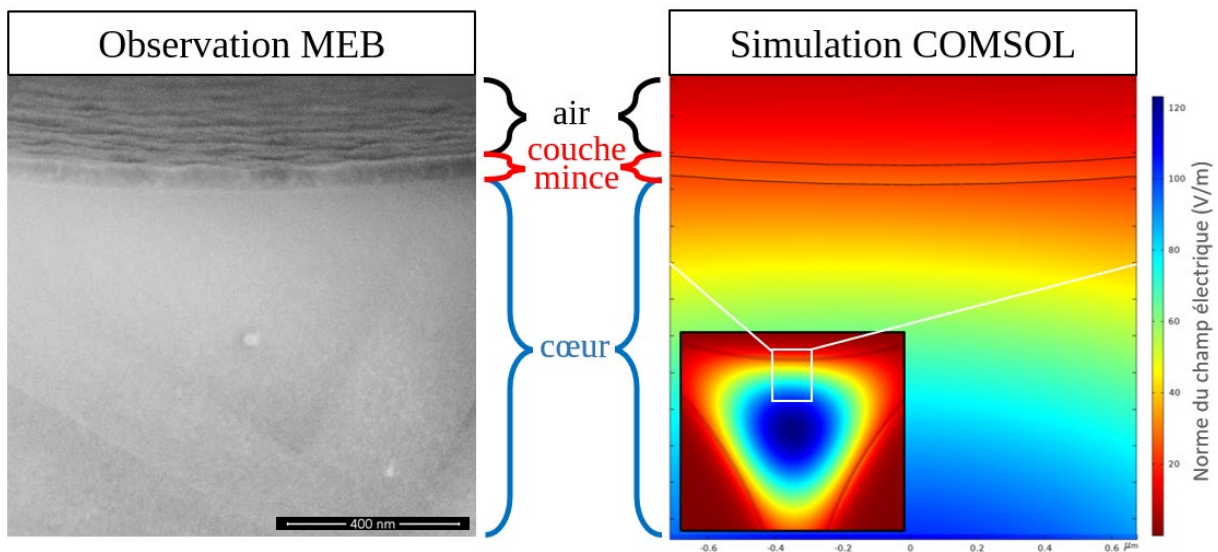 Observation MEB
Simulation COMSOL
air
couche
mince
cœur
400 nm
120
100
80
60
40
20
Norme du champ électrique (V/m)
-0.6
-0.4
-0.2
0
0.2
0.4
0.6
μm